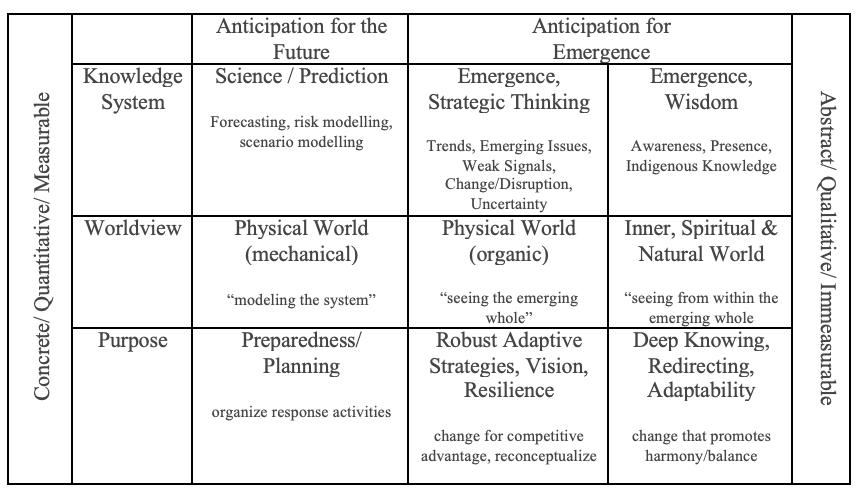 Concrete/ Quantitative/ Measurable
Anticipation for the
Future
Anticipation for
Emergence
Knowledge
System
Science / Prediction
Forecasting, risk modelling,
scenario modelling
Emergence,
Strategic Thinking
Trends, Emerging Issues,
Weak Signals,
Change/Disruption,
Uncertainty
Emergence,
Wisdom
Awareness, Presence,
Indigenous Knowledge
Worldview
Physical World
(mechanical)
“modeling the system”
Physical World
(organic)
“seeing the emerging
whole”
Inner, Spiritual &
Natural World
“seeing from within the
emerging whole
Purpose
Preparedness/
Planning
organize response activities
Robust Adaptive
Strategies, Vision,
Resilience
change for competitive
advantage, reconceptualize
Deep Knowing,
Redirecting,
Adaptability
change that promotes
harmony/balance
Abstract/ Qualitative/ Immeasurable